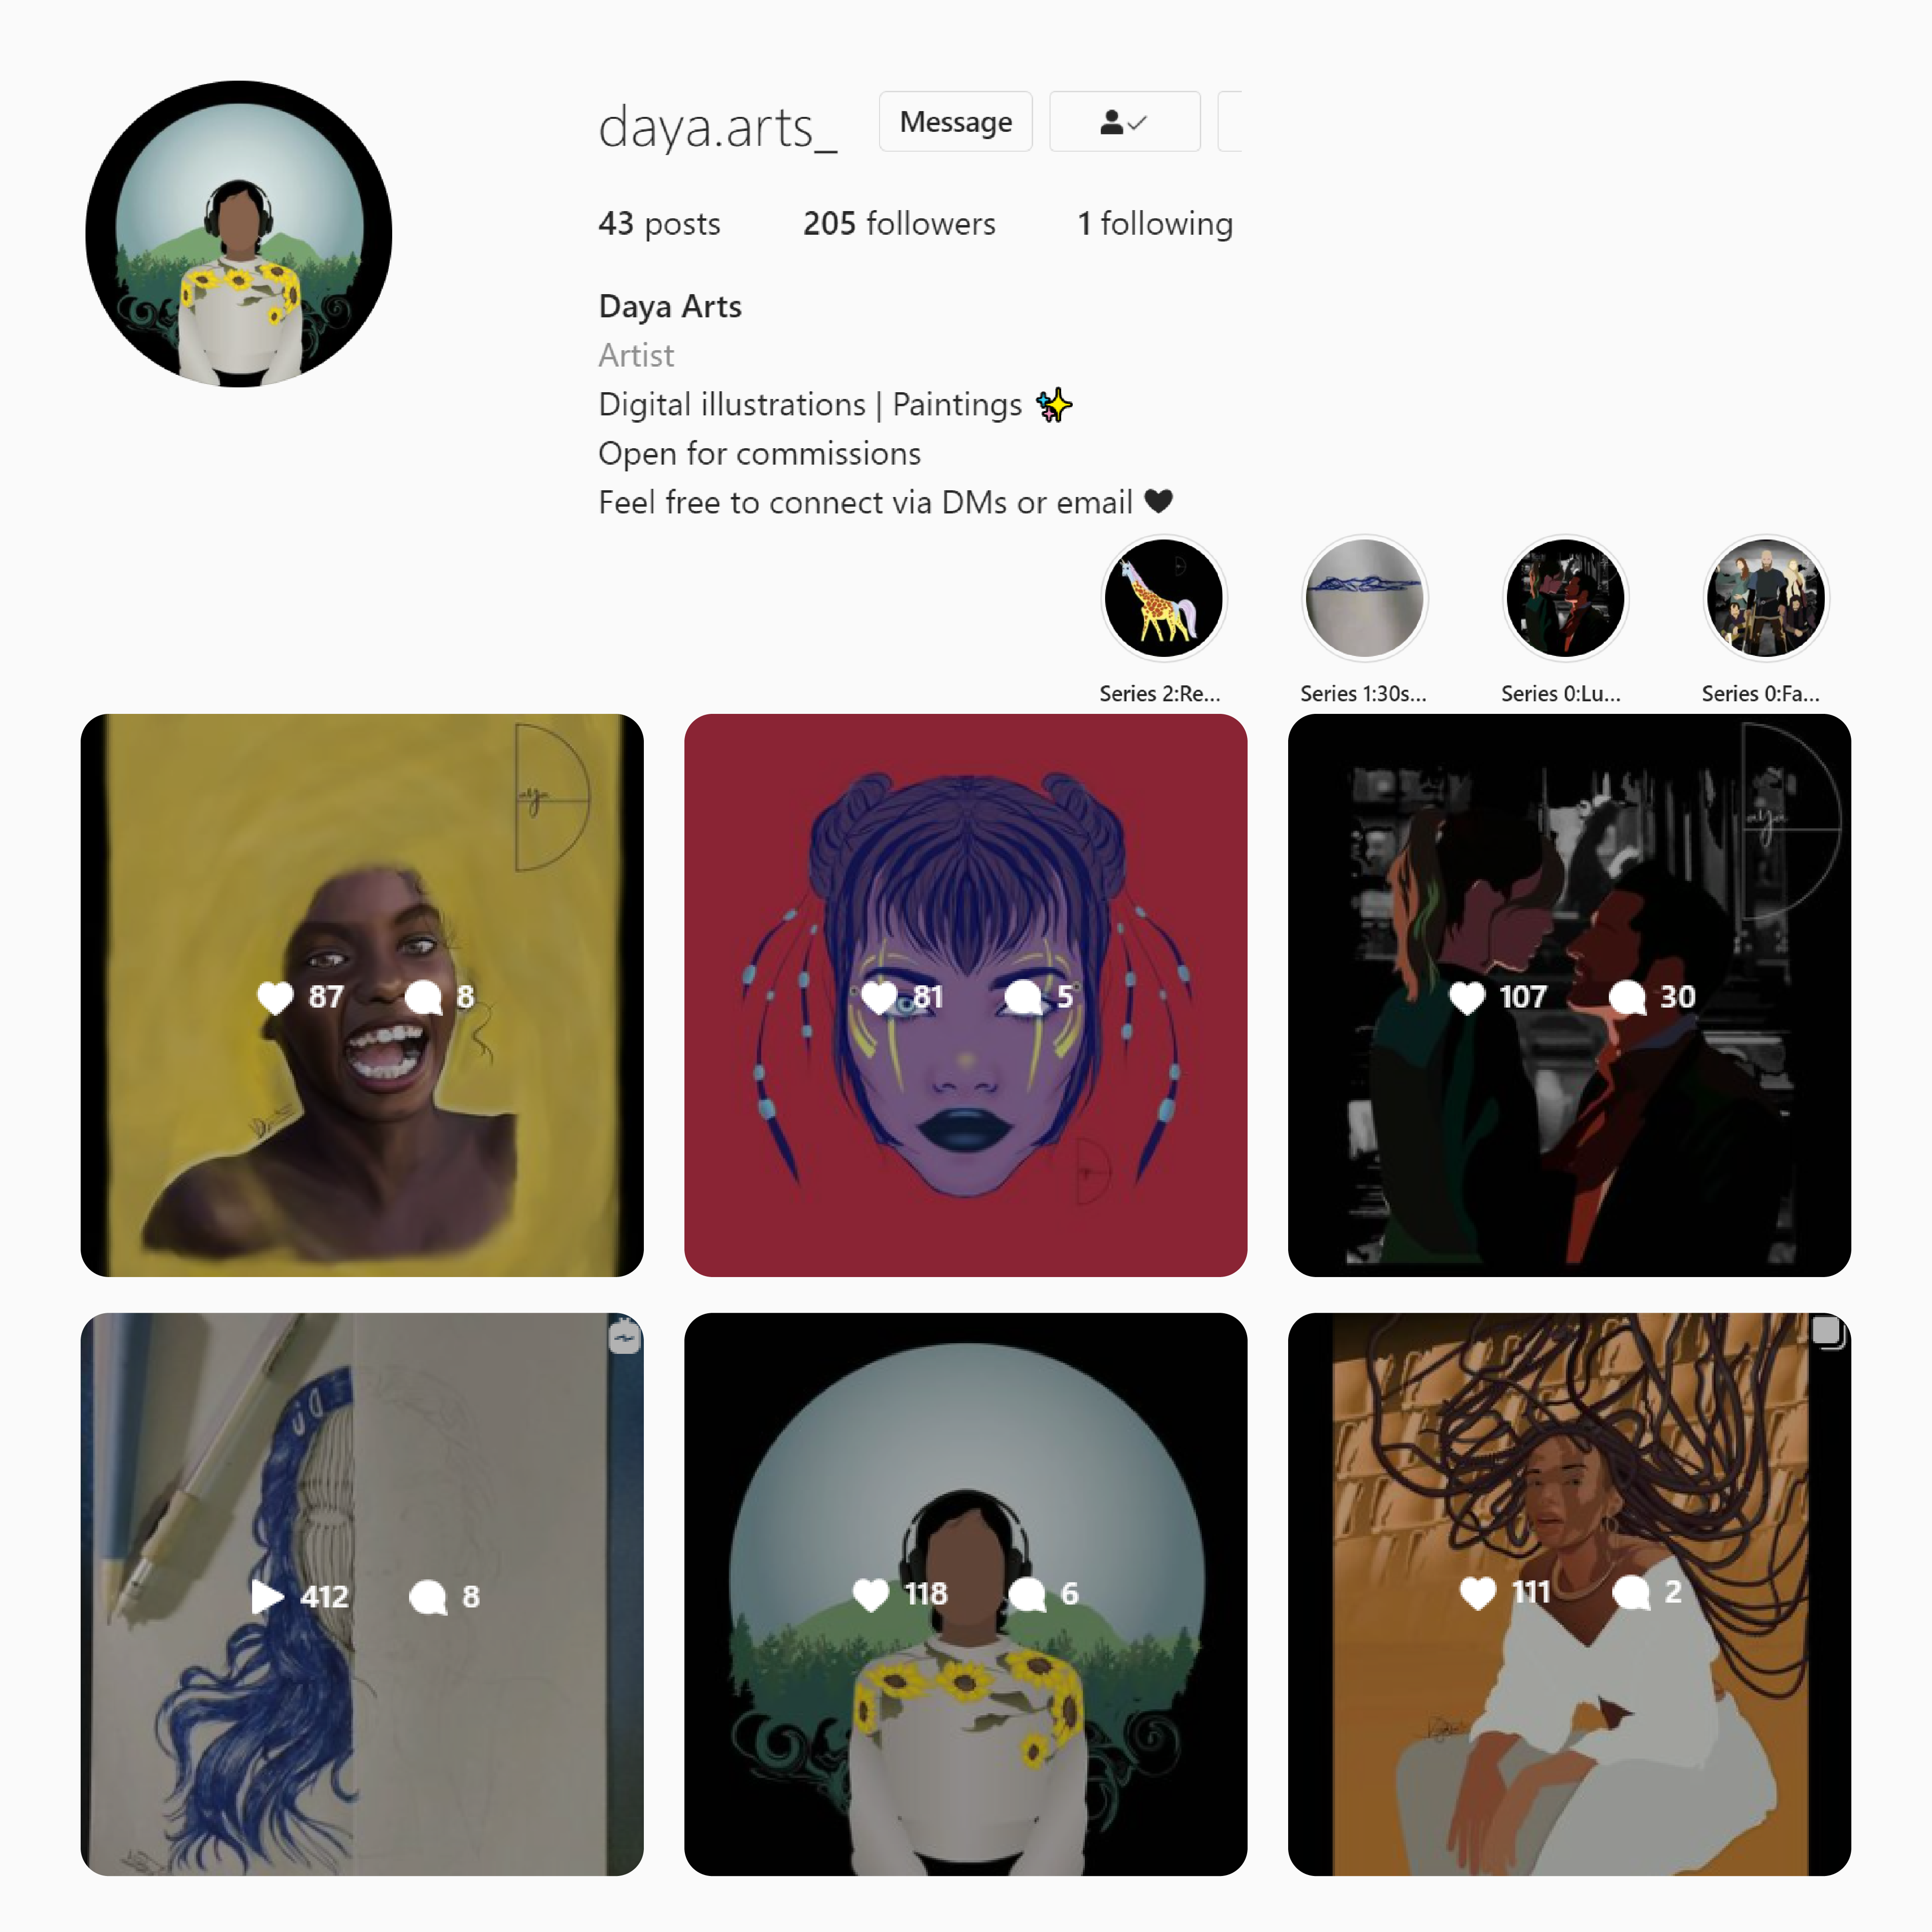 daya.arts_ Message
43 posts 205 followers 1 following
Daya Arts
Artist
Digital illustrations | Paintings ✨
Open for commissions
Feel free to connect via DMs or email 🖤
Series 2:Re... Series 1:30s... Series 0:Lu... Series 0:Fa...
aya
aya
87 8
81 5
107 30
412 8
118 6
111 2